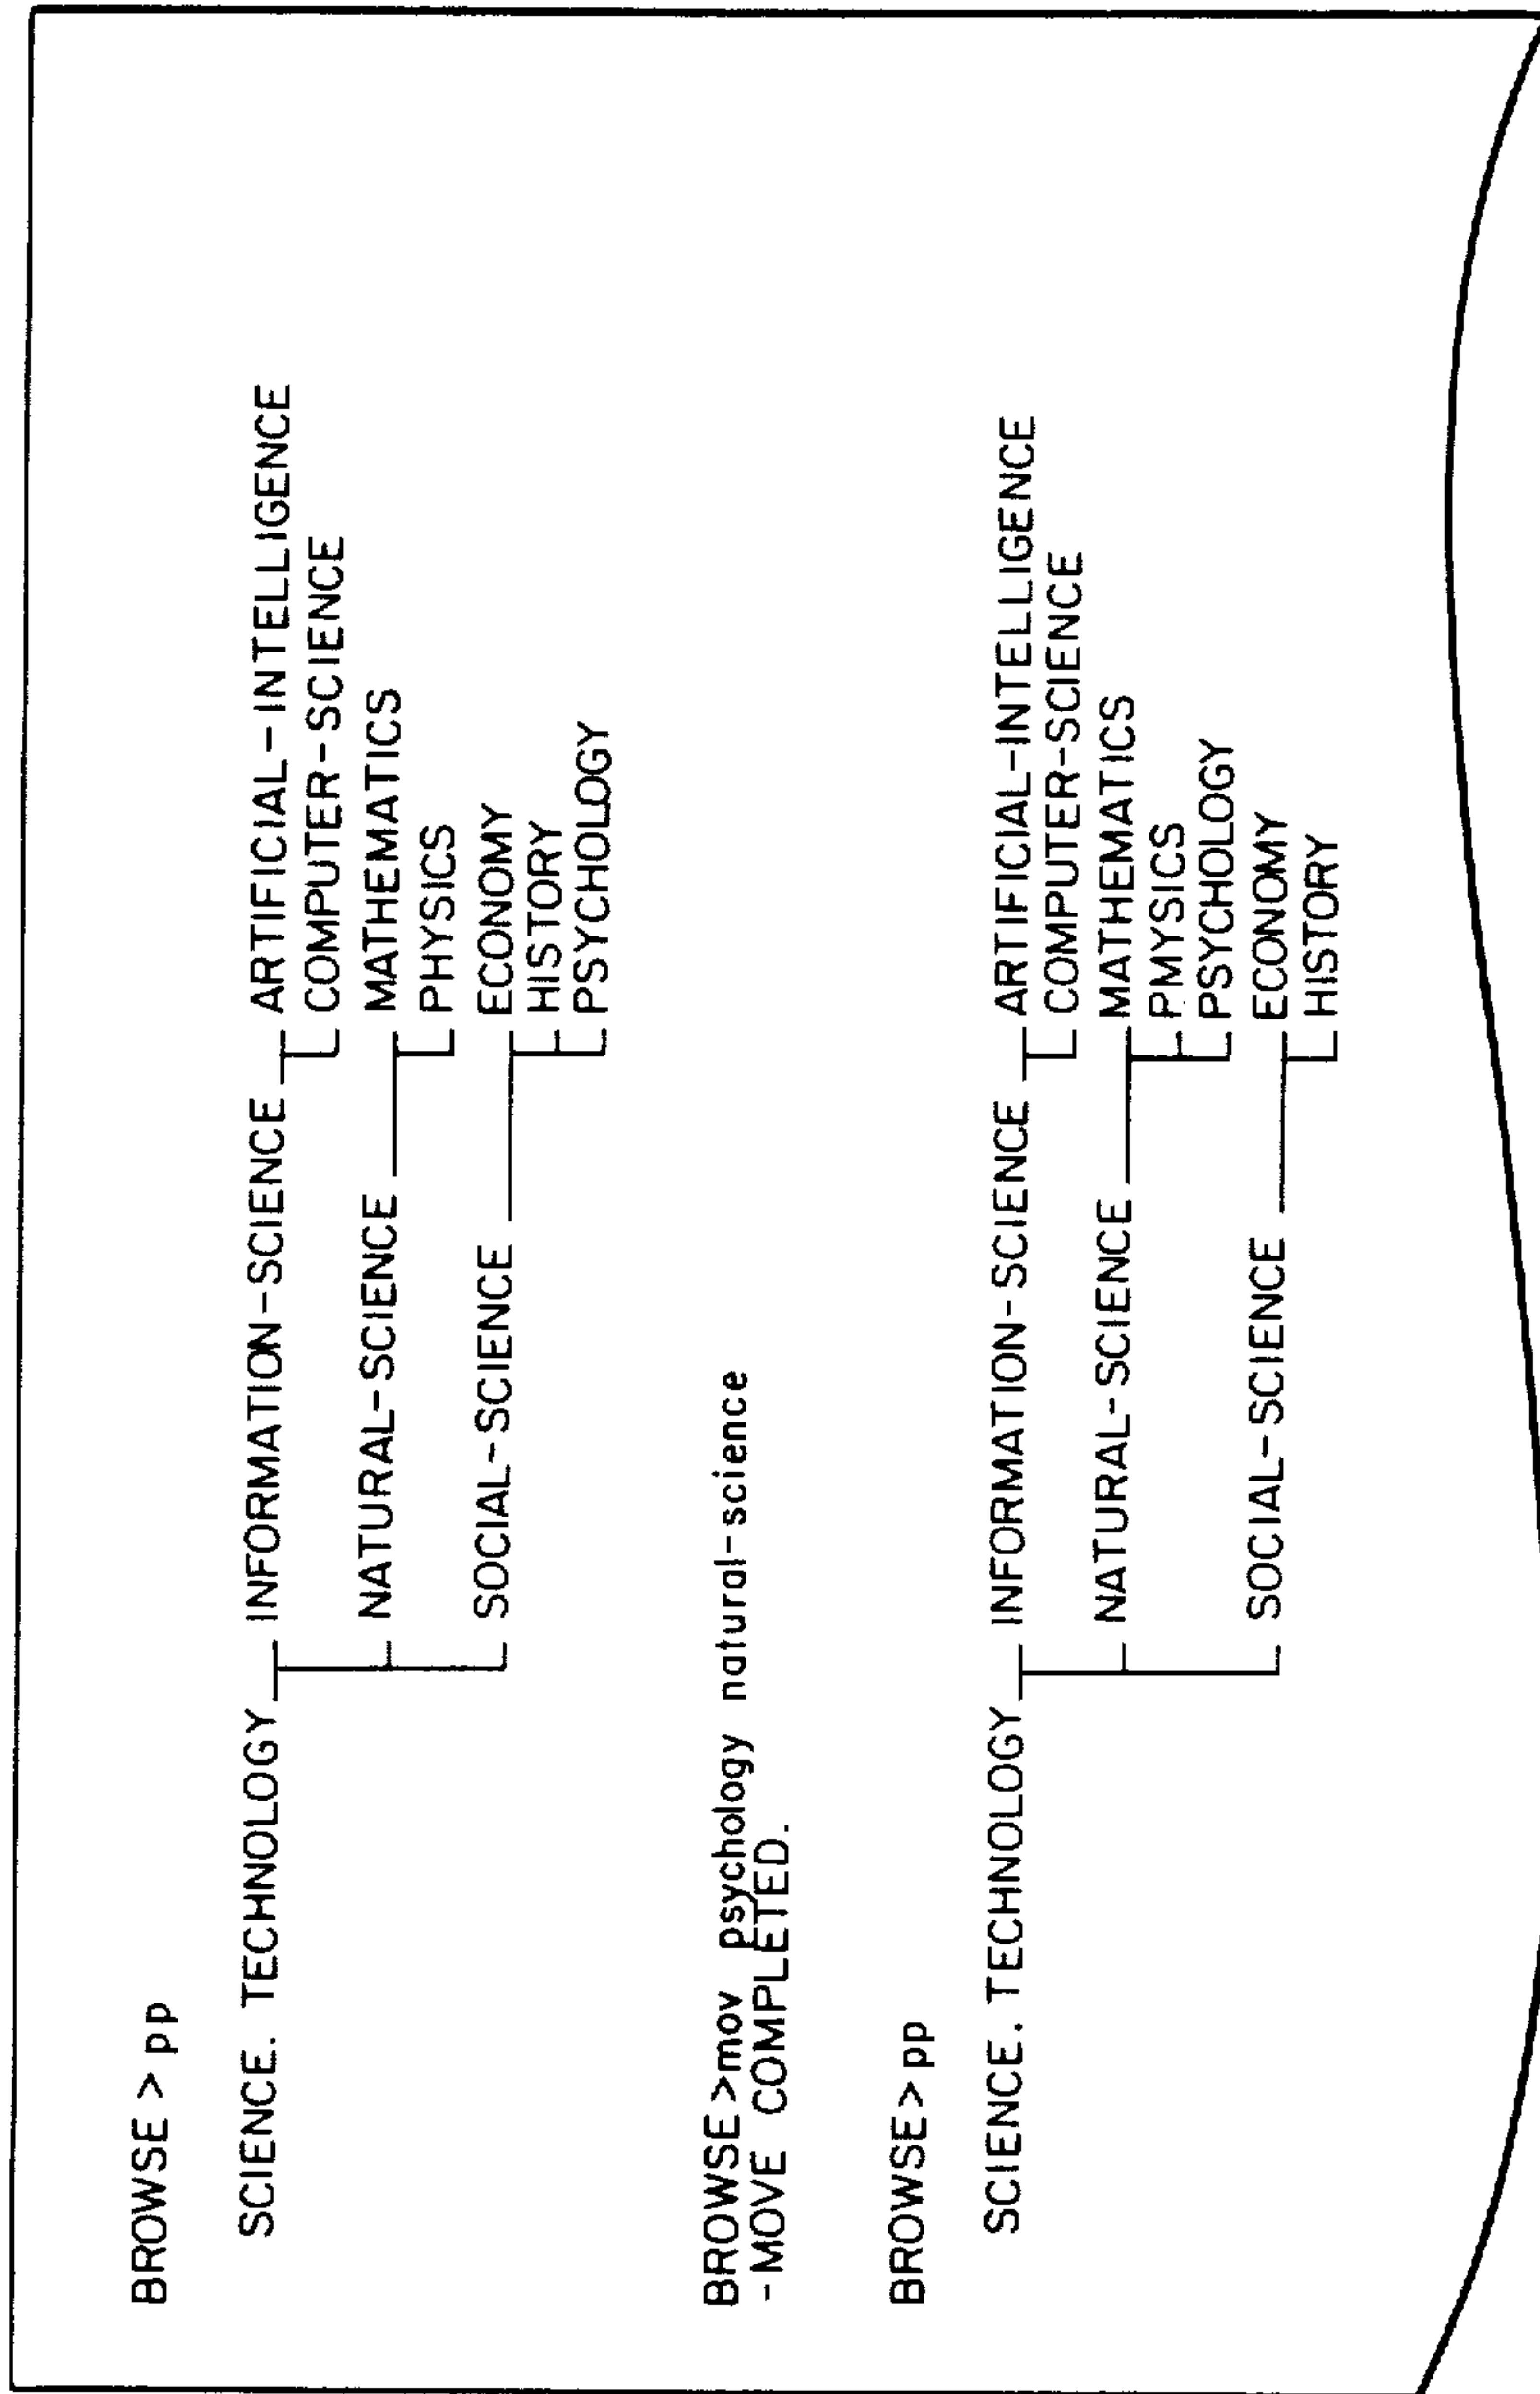 BROWSE > pp
SCIENCE. TECHNOLOGY INFORMATION-SCIENCE ARTIFICIAL-INTELLIGENCE
COMPUTER-SCIENCE
NATURAL-SCIENCE MATHEMATICS
PHYSICS
SOCIAL-SCIENCE ECONOMY
HISTORY
PSYCHOLOGY
BROWSE>mov psychology natural-science
-MOVE COMPLETED.
BROWSE>pp
SCIENCE. TECHNOLOGY INFORMATION-SCIENCE ARTIFICIAL-INTELLIGENCE
COMPUTER-SCIENCE
NATURAL-SCIENCE MATHEMATICS
PMYSICS
PSYCHOLOGY
SOCIAL-SCIENCE ECONOMY
HISTORY